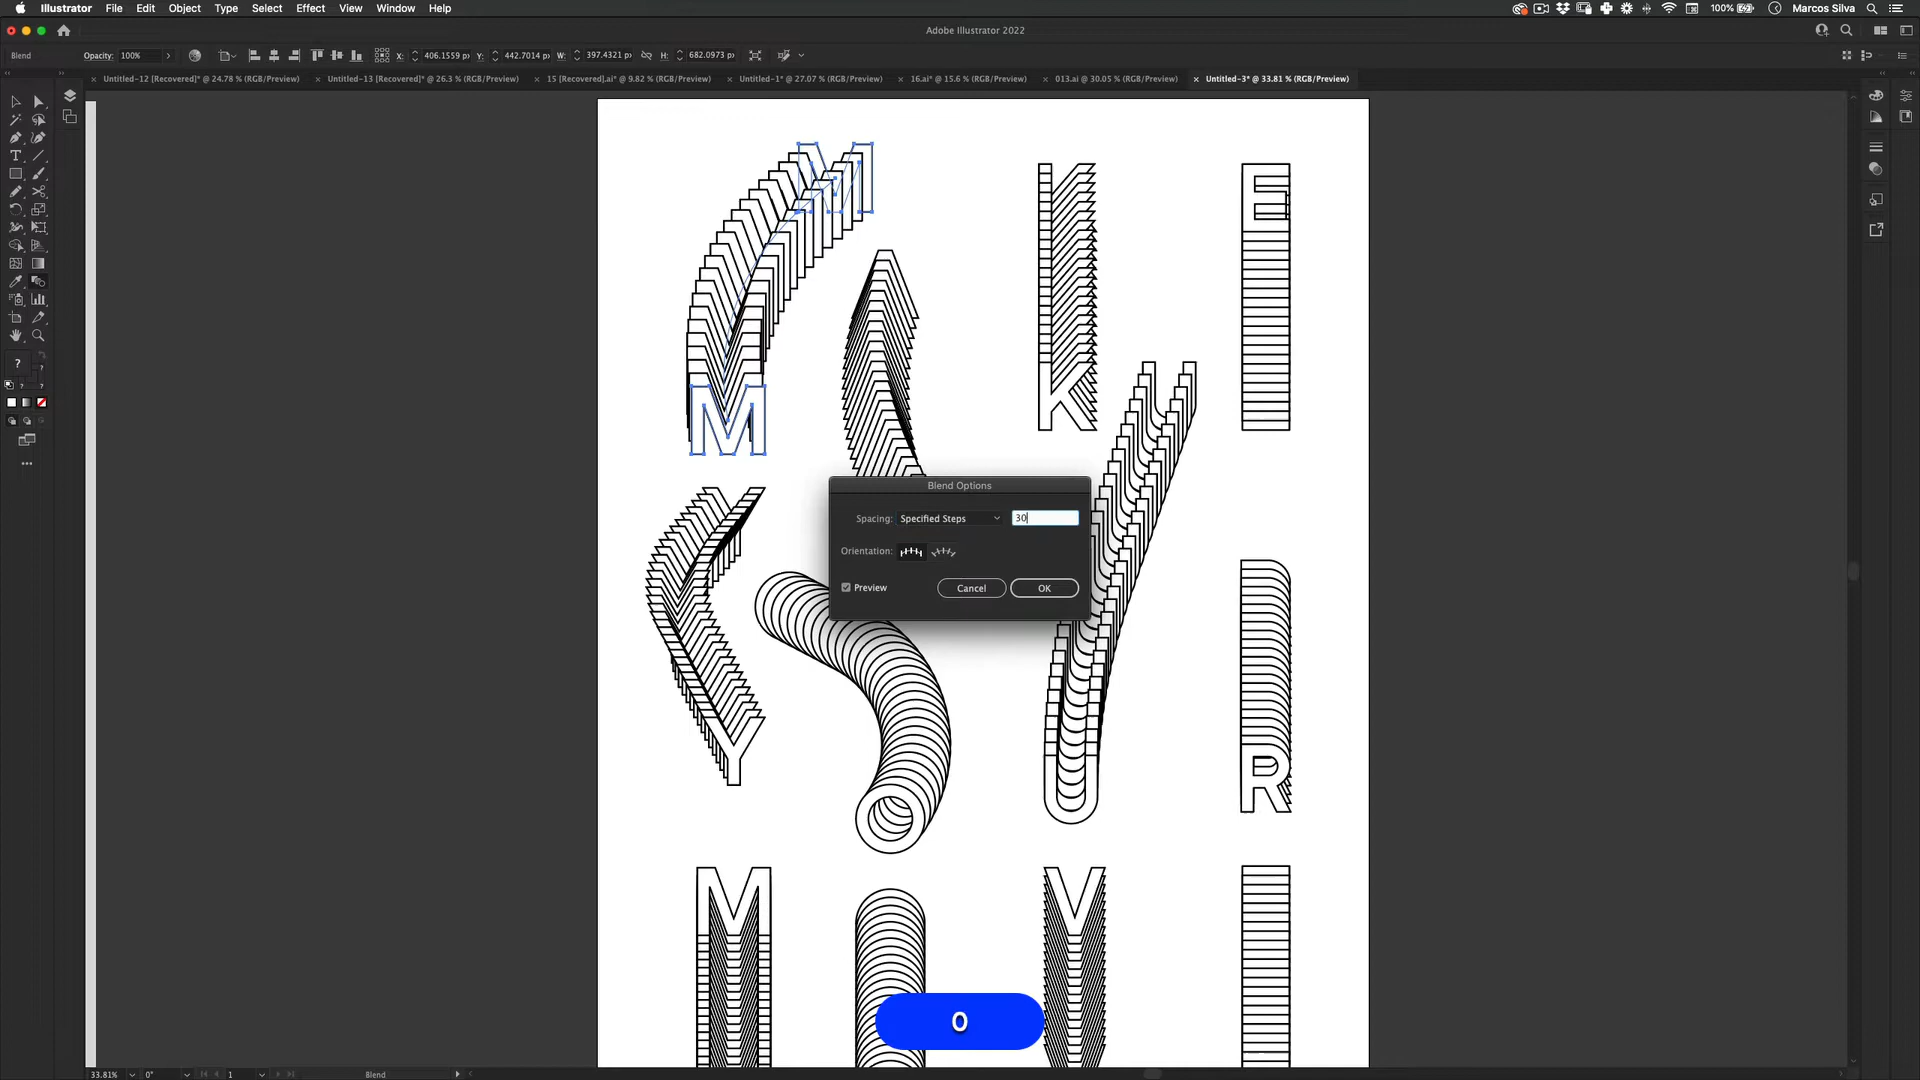 Illustrator File Edit Object Type Select Effect View Window Help 100% Marcos Silva
Adobe Illustrator 2022
Blend Opacity: 100% X: 406.1559 px Y: 442.7014 px W: 397.4321 px H: 682.0973 px
Untitled-12 [Recovered]* @ 24.78 % (RGB/Preview) Untitled-13 [Recovered]* @ 26.3 % (RGB/Preview) 15 [Recovered].ai* @ 9.82 % (RGB/Preview) Untitled-1* @ 27.07 % (RGB/Preview) 16.ai* @ 15.6 % (RGB/Preview) 013.ai @ 30.05 % (RGB/Preview) Untitled-3* @ 33.81 % (RGB/Preview)
M K E
M
Blend Options
Spacing: Specified Steps 30
Orientation:
Preview Cancel OK
Y O U R
M V
O
33.81% 0° 1 Blend